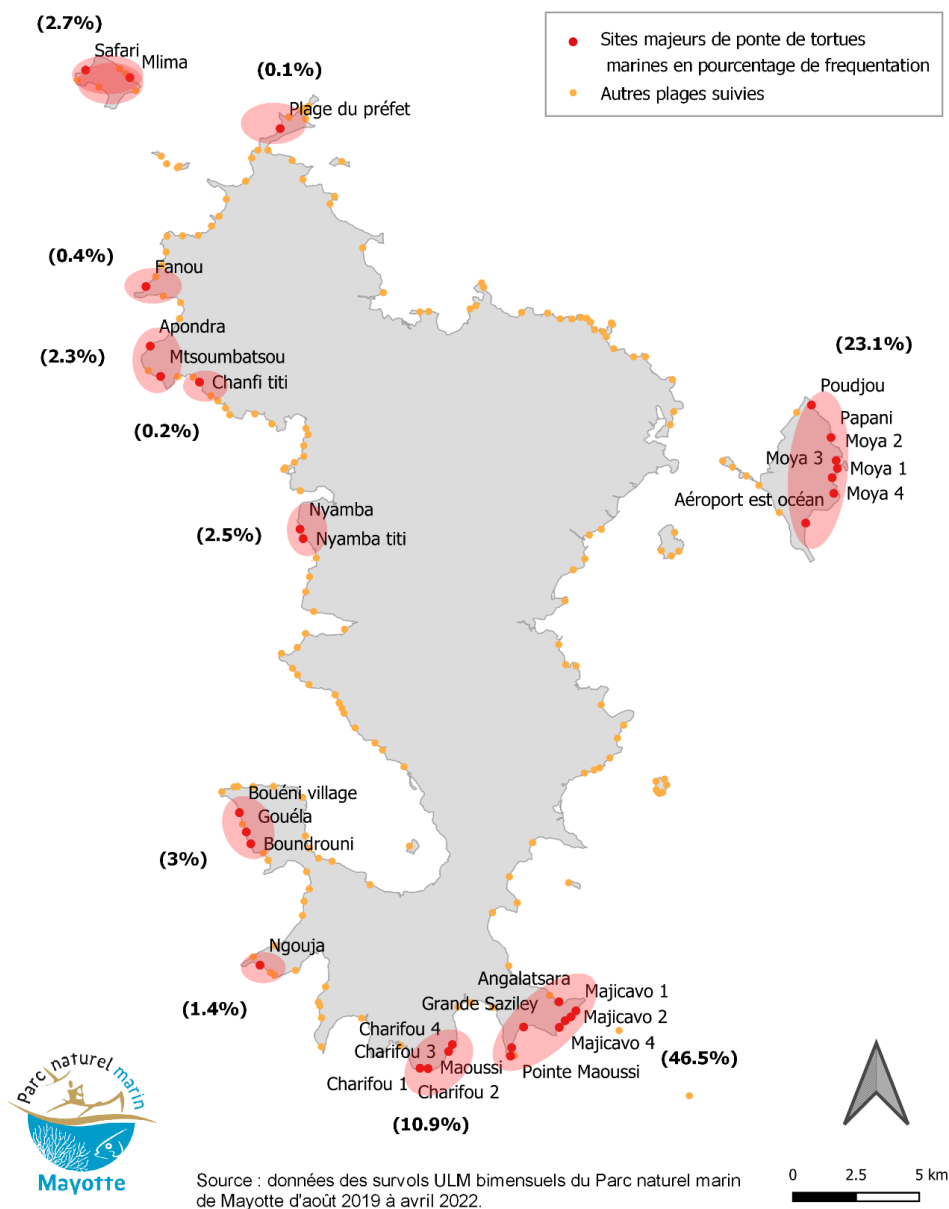 (2.7%)
Safari
Mlima
(0.1%)
Plage du préfet
Sites majeurs de ponte de tortues
marines en pourcentage de frequentation
Autres plages suivies
(0.4%)
Fanou
Apondra
(2.3%)
Mtsoumbatsou
Chanfi titi
(0.2%)
(23.1%)
Poudjou
Papani
Moya 2
Moya 3
Moya 1
Aéroport est océan
Moya 4
Nyamba
(2.5%)
Nyamba titi
Bouéni village
Gouéla
Boundrouni
(3%)
Ngouja
(1.4%)
Angalatsara
Majicavo 1
Grande Saziley
Majicavo 2
Charifou 4
Majicavo 4
Charifou 3
Maoussi
Pointe Maoussi
(46.5%)
Charifou 1
Charifou 2
(10.9%)
parc naturel marin
Mayotte
Source : données des survols ULM bimensuels du Parc naturel marin
de Mayotte d'août 2019 à avril 2022.
0 2.5 5 km